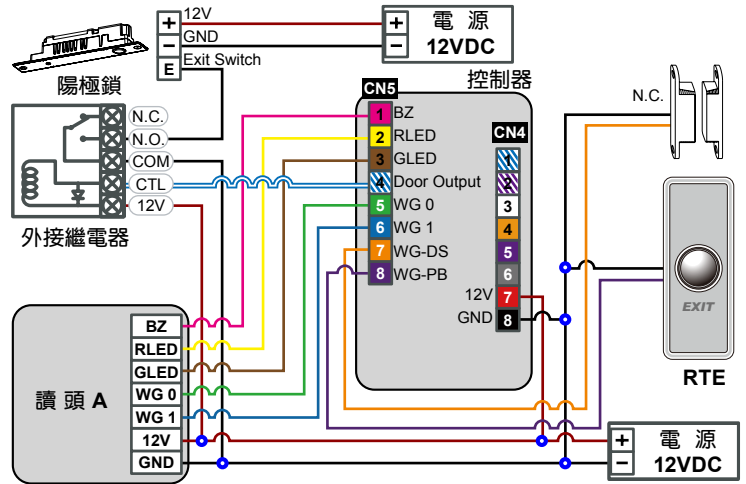 + 12V
− GND
E Exit Switch
+ 電 源
− 12VDC
陽極鎖
N.C.
N.O.
COM
CTL
12V
外接繼電器
控制器
CN5
1 BZ
2 RLED
3 GLED
4 Door Output
5 WG 0
6 WG 1
7 WG-DS
8 WG-PB
CN4
1
2
3
4
5
6
12V 7
GND 8
N.C.
EXIT
RTE
讀 頭 A
BZ
RLED
GLED
WG 0
WG 1
12V
GND
+ 電 源
− 12VDC